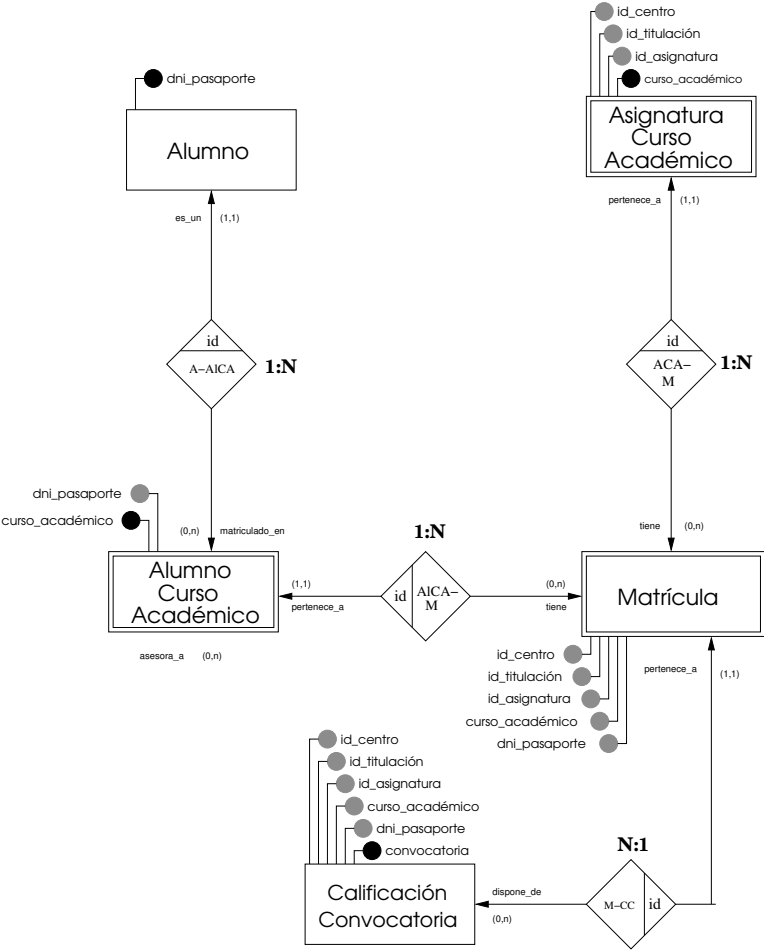 id_centro
id_titulación
id_asignatura
curso_académico
Asignatura
Curso
Académico
dni_pasaporte
Alumno
es_un (1,1)
pertenece_a (1,1)
id
A–AlCA
1:N
id
ACA–
M
1:N
dni_pasaporte
curso_académico
(0,n) matriculado_en
tiene (0,n)
Alumno
Curso
Académico
1:N
(1,1)
pertenece_a
id
AlCA–
M
(0,n)
tiene
Matrícula
asesora_a (0,n)
id_centro
id_titulación
id_asignatura
curso_académico
dni_pasaporte
pertenece_a (1,1)
id_centro
id_titulación
id_asignatura
curso_académico
dni_pasaporte
convocatoria
Calificación
Convocatoria
dispone_de
(0,n)
N:1
M–CC
id